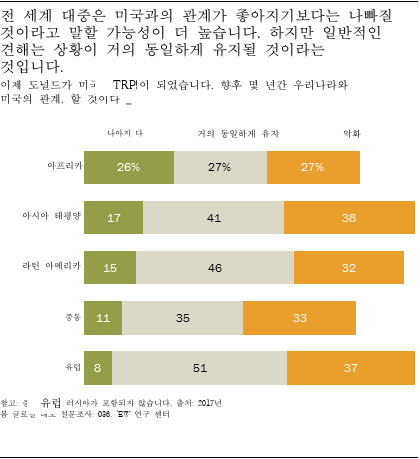 전 세계 대중은 미국과의 관계가 좋아지기보다는 나빠질
것이라고 말할 가능성이 더 높습니다. 하지만 일반적인
견해는 상황이 거의 동일하게 유지될 것이라는
것입니다.
이제 도널드가 TRP!이 되었습니다. 향후 몇 년간 우리나라와
미국의 관계. 할 것이다 _
나아지 다 거의 동일하게 유지 악화
아프리카 26% 27% 27%
아시아 태평양 17 41 38
라틴 아메리카 15 46 32
중동 11 35 33
유럽 8 51 37
참고: 유럽 러시아가 포함되지 않습니다. 출처: 2017년
봄 글로벌 태도 설문조사: 036. "EW 연구 센터